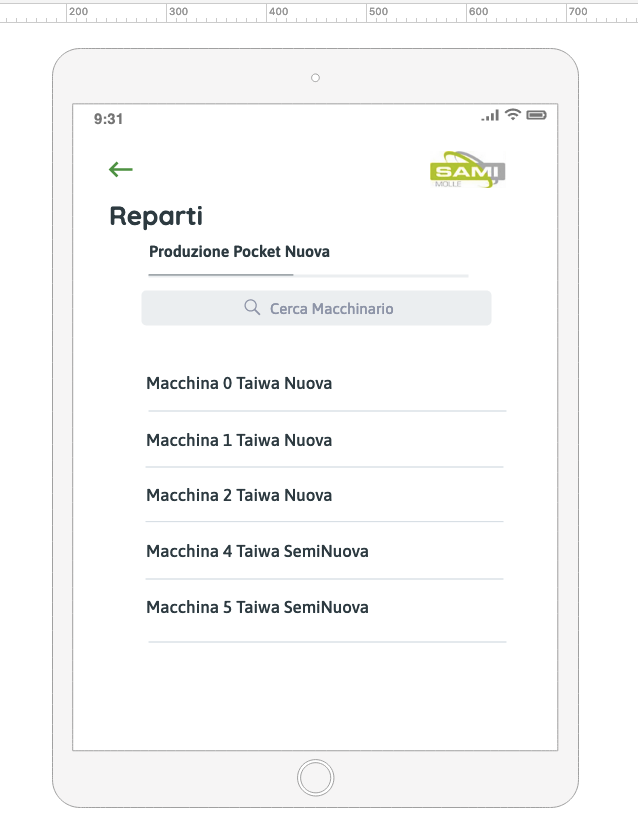 200 300 400 500 600 700
9:31
SAMI
MOLLE
Reparti
Produzione Pocket Nuova
Cerca Macchinario
Macchina 0 Taiwa Nuova
Macchina 1 Taiwa Nuova
Macchina 2 Taiwa Nuova
Macchina 4 Taiwa SemiNuova
Macchina 5 Taiwa SemiNuova